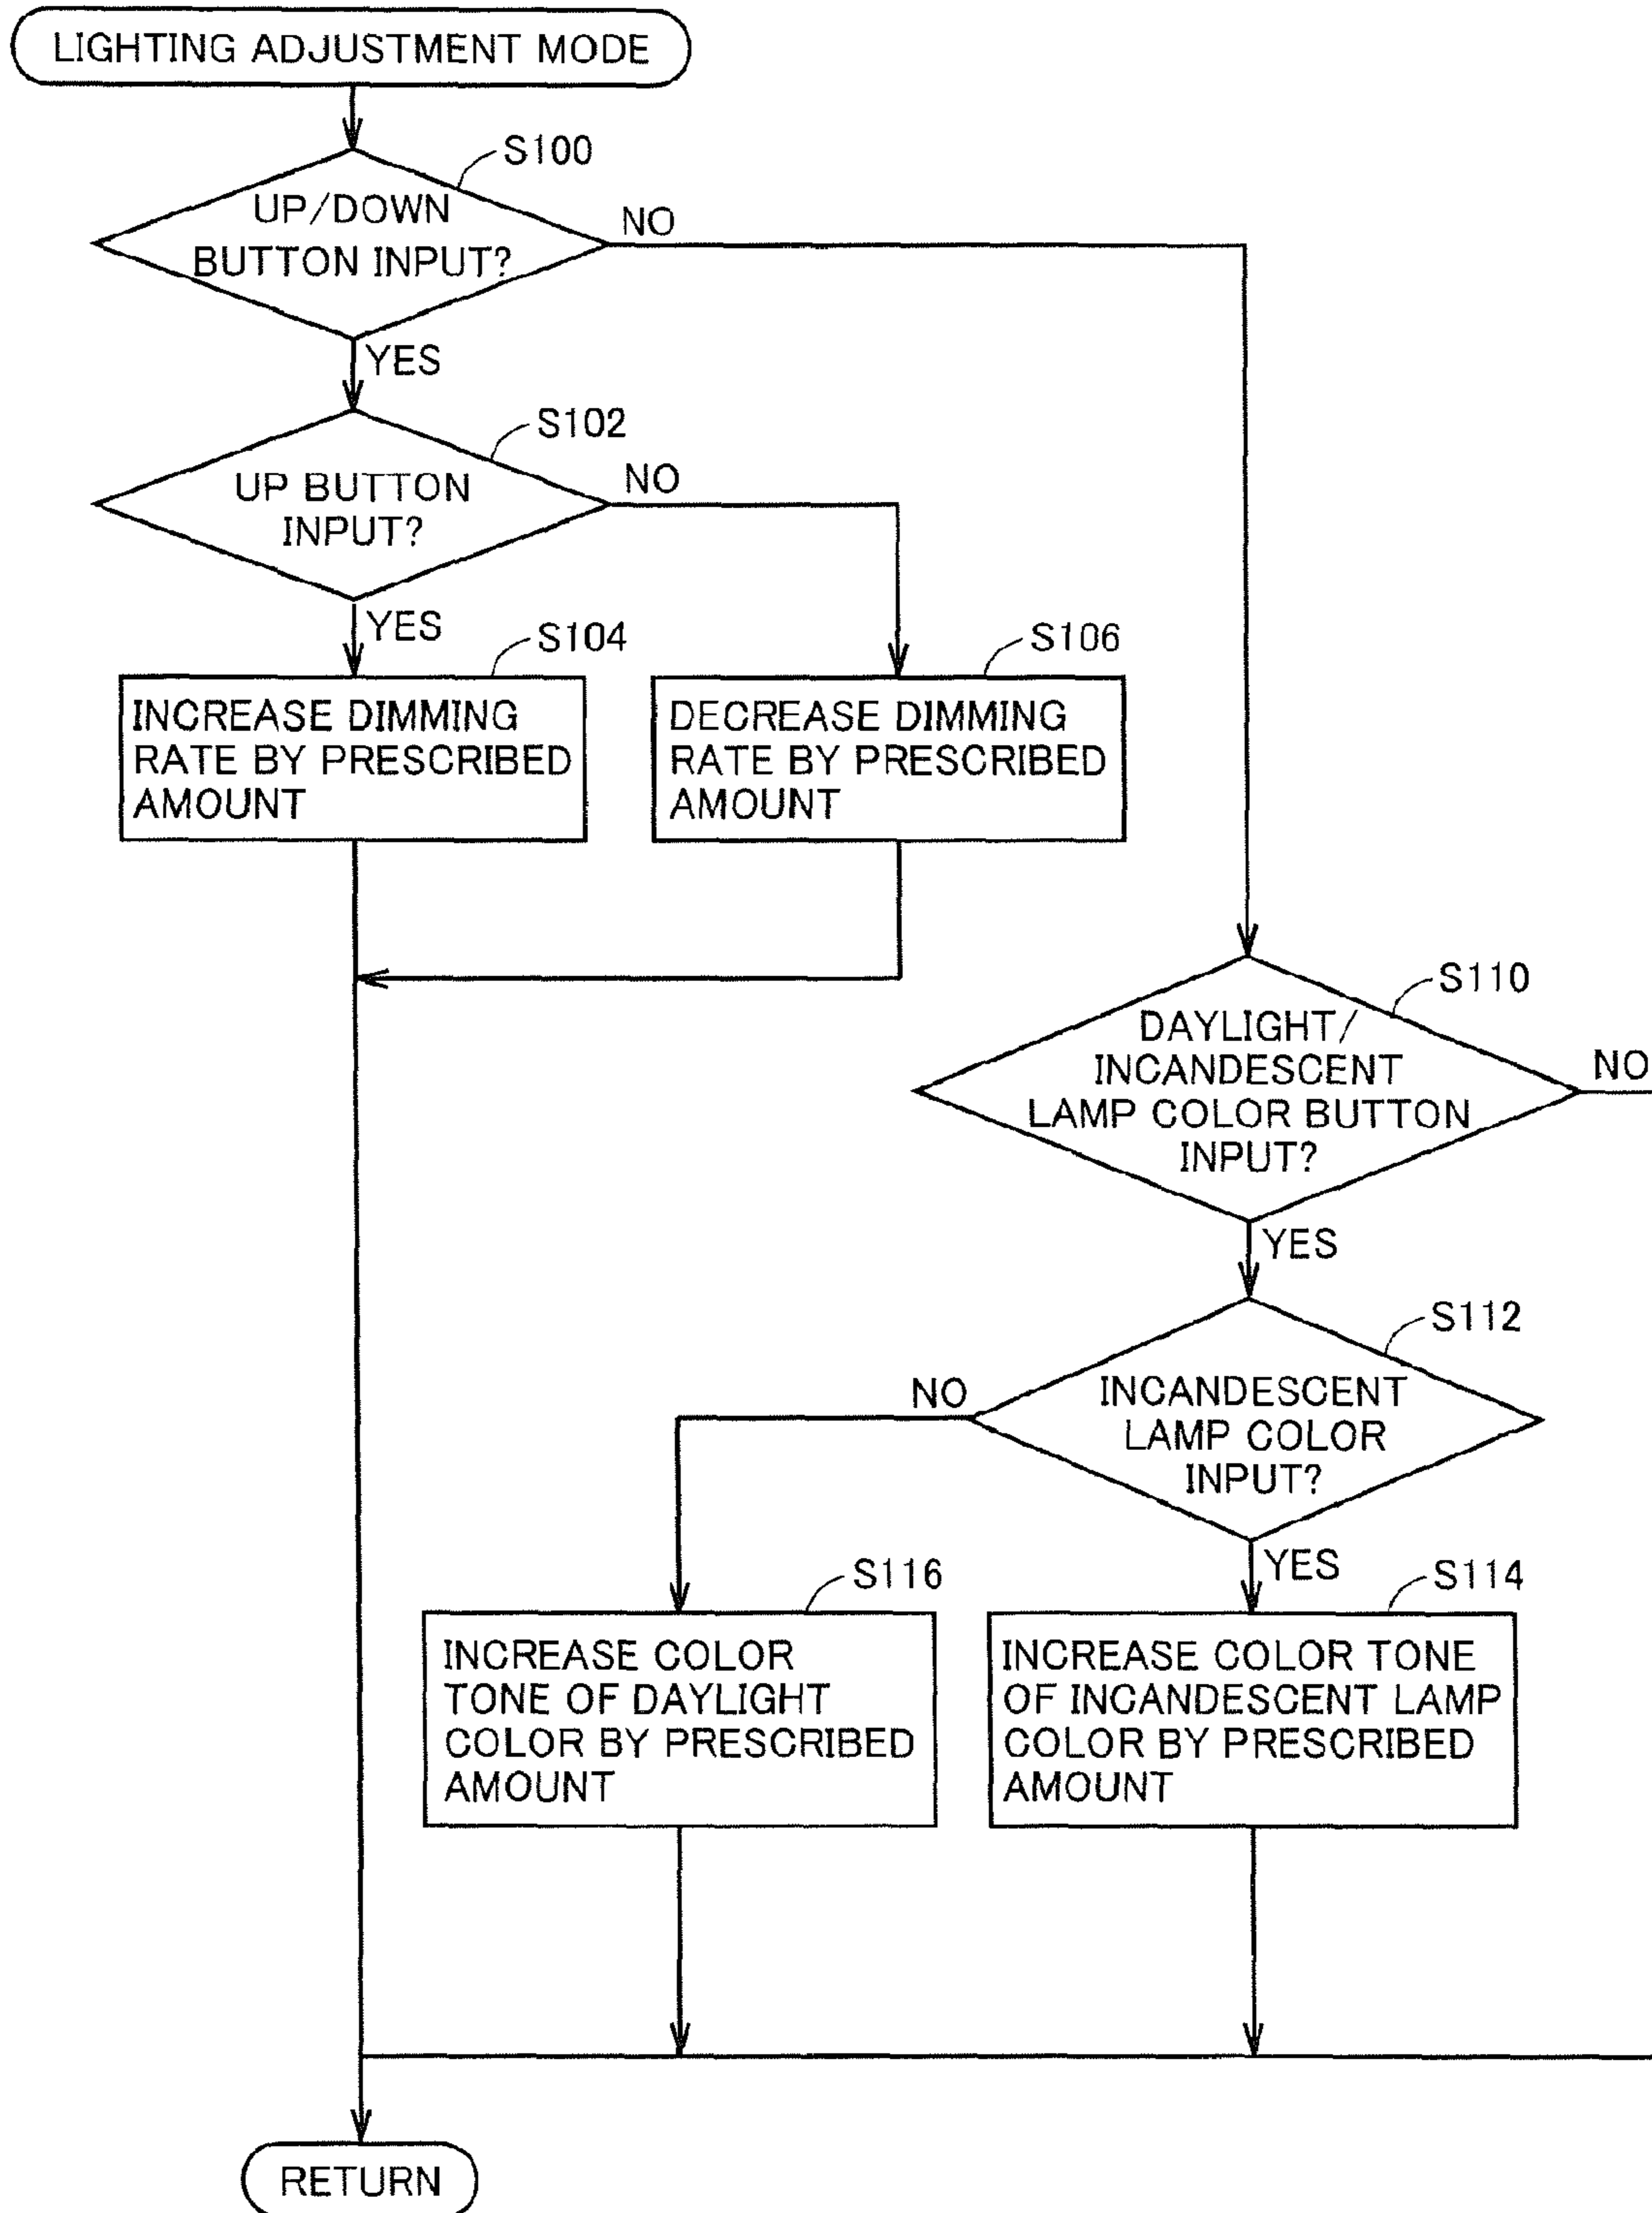 LIGHTING ADJUSTMENT MODE
S100
UP/DOWN
BUTTON INPUT?
NO
YES
S102
UP BUTTON
INPUT?
NO
YES
S104
INCREASE DIMMING
RATE BY PRESCRIBED
AMOUNT
S106
DECREASE DIMMING
RATE BY PRESCRIBED
AMOUNT
S110
DAYLIGHT/
INCANDESCENT
LAMP COLOR BUTTON
INPUT?
NO
YES
S112
INCANDESCENT
LAMP COLOR
INPUT?
NO
YES
S116
INCREASE COLOR
TONE OF DAYLIGHT
COLOR BY PRESCRIBED
AMOUNT
S114
INCREASE COLOR TONE
OF INCANDESCENT LAMP
COLOR BY PRESCRIBED
AMOUNT
RETURN